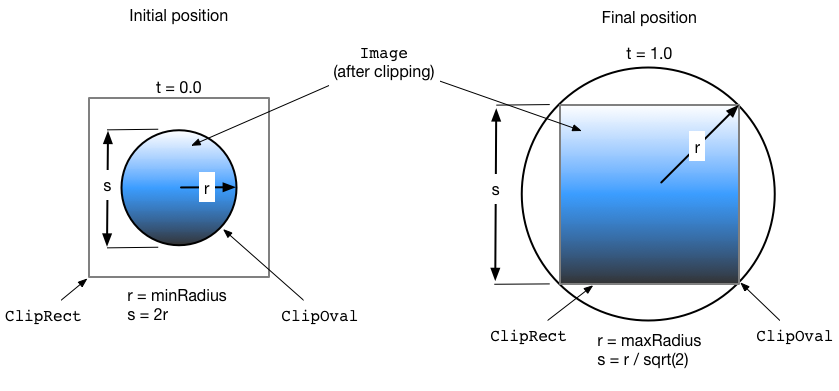 Initial position
Final position
t = 0.0
Image
(after clipping)
t = 1.0
s
r
s
r
ClipRect
r = minRadius
s = 2r
ClipOval
ClipRect
r = maxRadius
s = r / sqrt(2)
ClipOval